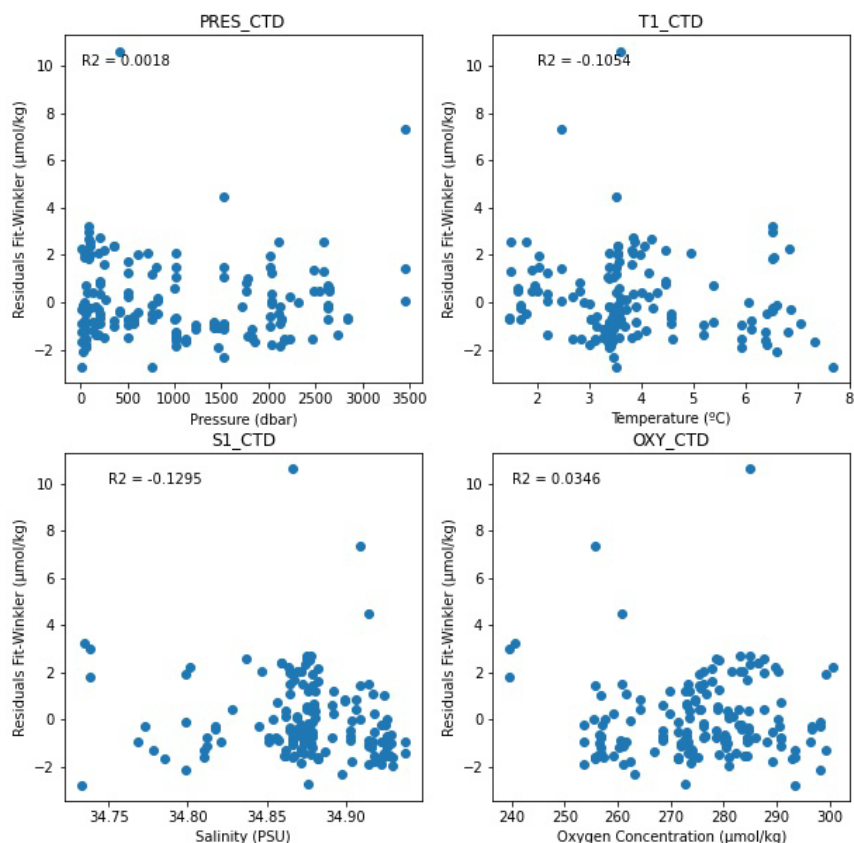 PRES_CTD
R2 = 0.0018
Residuals Fit-Winkler (μmol/kg)
10
8
6
4
2
0
−2
0 500 1000 1500 2000 2500 3000 3500
Pressure (dbar)
T1_CTD
R2 = -0.1054
Residuals Fit-Winkler (μmol/kg)
10
8
6
4
2
0
−2
2 3 4 5 6 7 8
Temperature (ºC)
S1_CTD
R2 = -0.1295
Residuals Fit-Winkler (μmol/kg)
10
8
6
4
2
0
−2
34.75 34.80 34.85 34.90
Salinity (PSU)
OXY_CTD
R2 = 0.0346
Residuals Fit-Winkler (μmol/kg)
10
8
6
4
2
0
−2
240 250 260 270 280 290 300
Oxygen Concentration (μmol/kg)